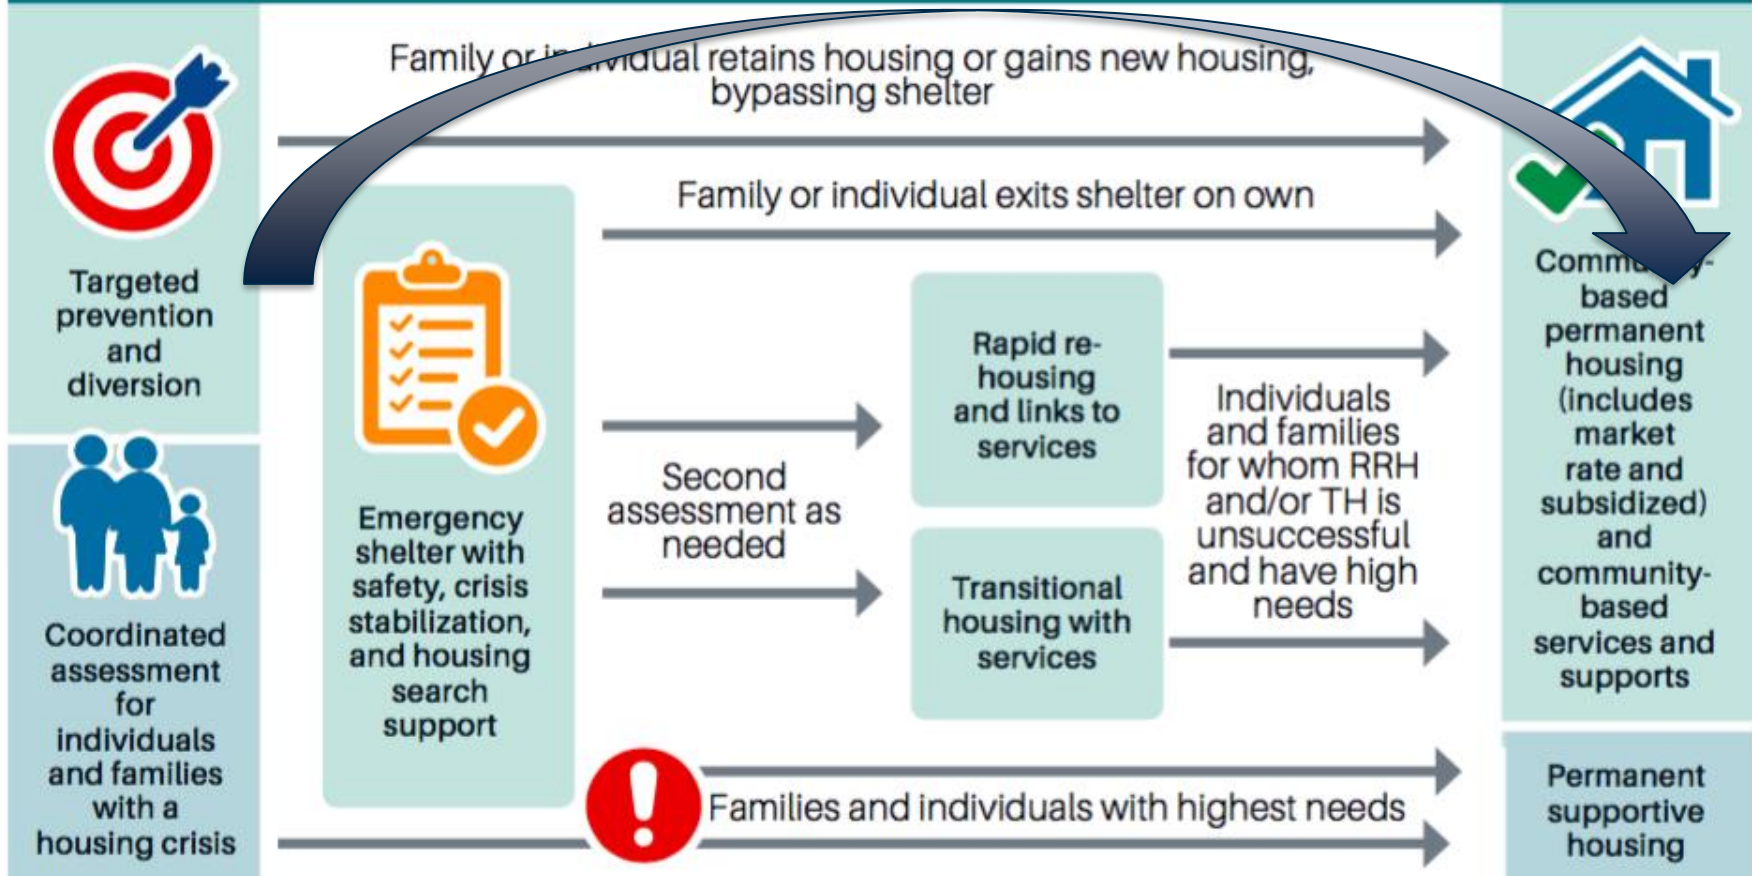 Family or individual retains housing or gains new housing,
bypassing shelter
Family or individual exits shelter on own
Targeted
prevention
and
diversion
Coordinated
assessment
for
individuals
and families
with a
housing crisis
Emergency
shelter with
safety, crisis
stabilization,
and housing
search
support
Second
assessment as
needed
Rapid re-
housing
and links to
services
Transitional
housing with
services
Individuals
and families
for whom RRH
and/or TH is
unsuccessful
and have high
needs
Families and individuals with highest needs
Community-
based
permanent
housing
(includes
market
rate and
subsidized)
and
community-
based
services and
supports
Permanent
supportive
housing